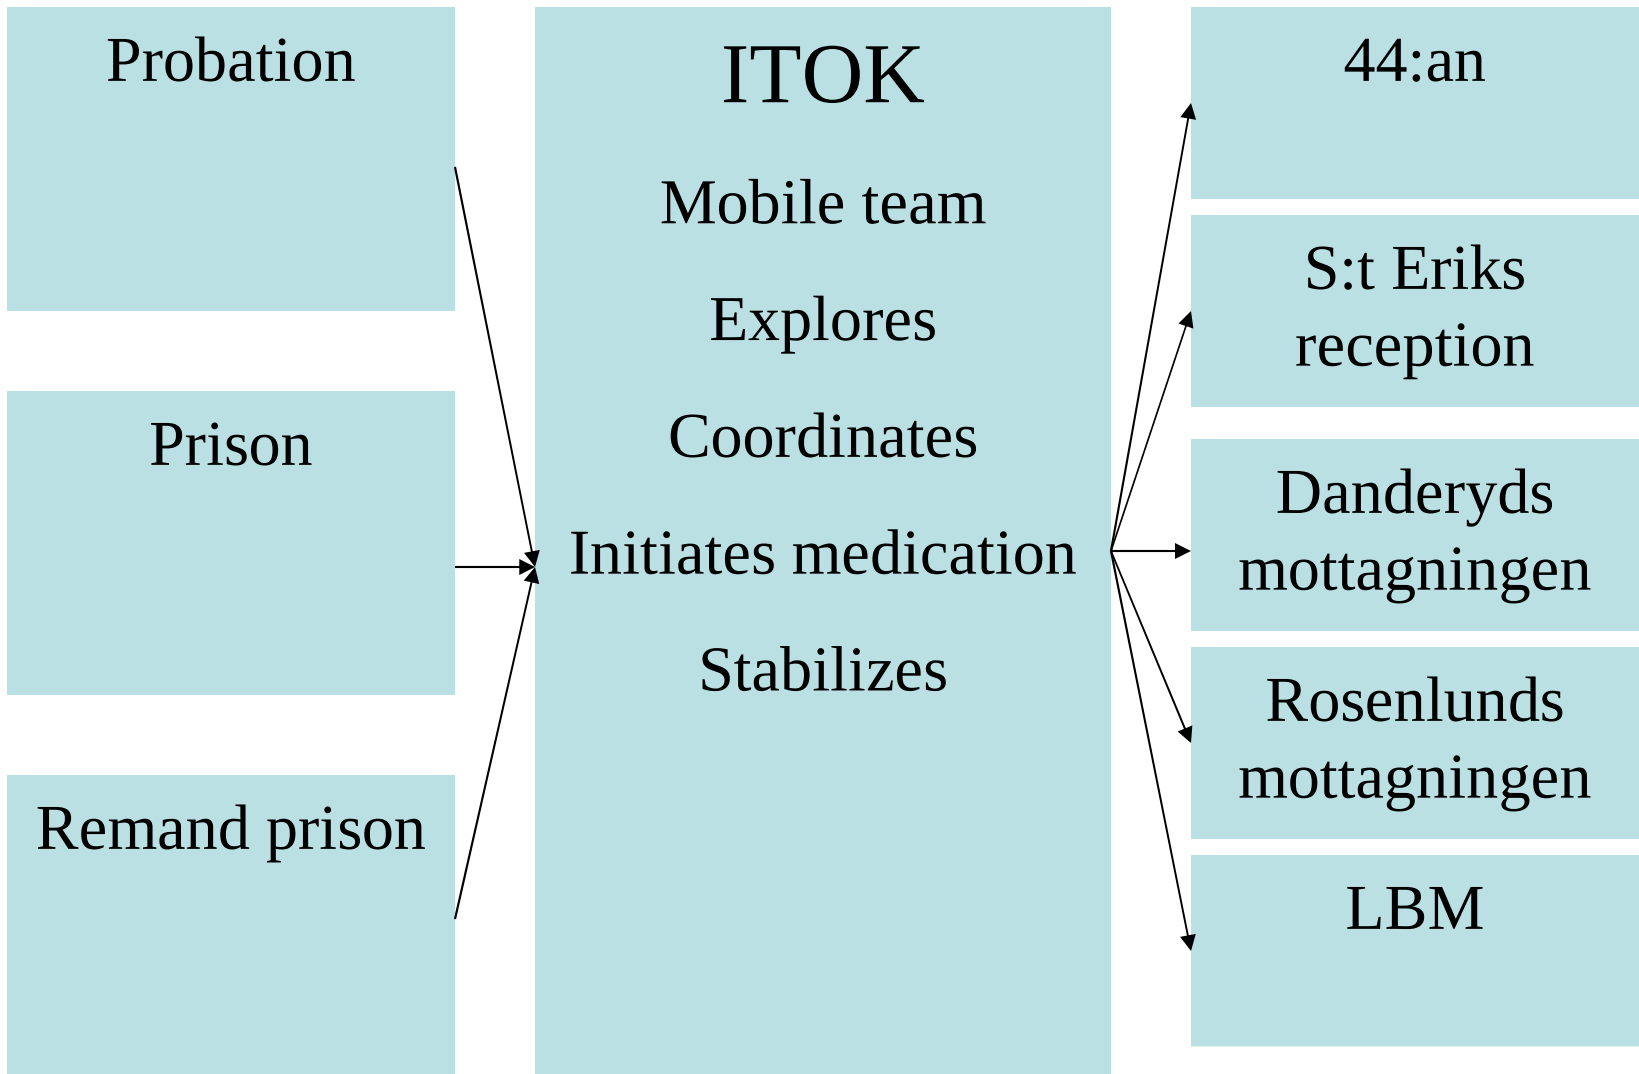 Probation
Prison
Remand prison
ITOK
Mobile team
Explores
Coordinates
Initiates medication
Stabilizes
44:an
S:t Eriks
reception
Danderyds
mottagningen
Rosenlunds
mottagningen
LBM